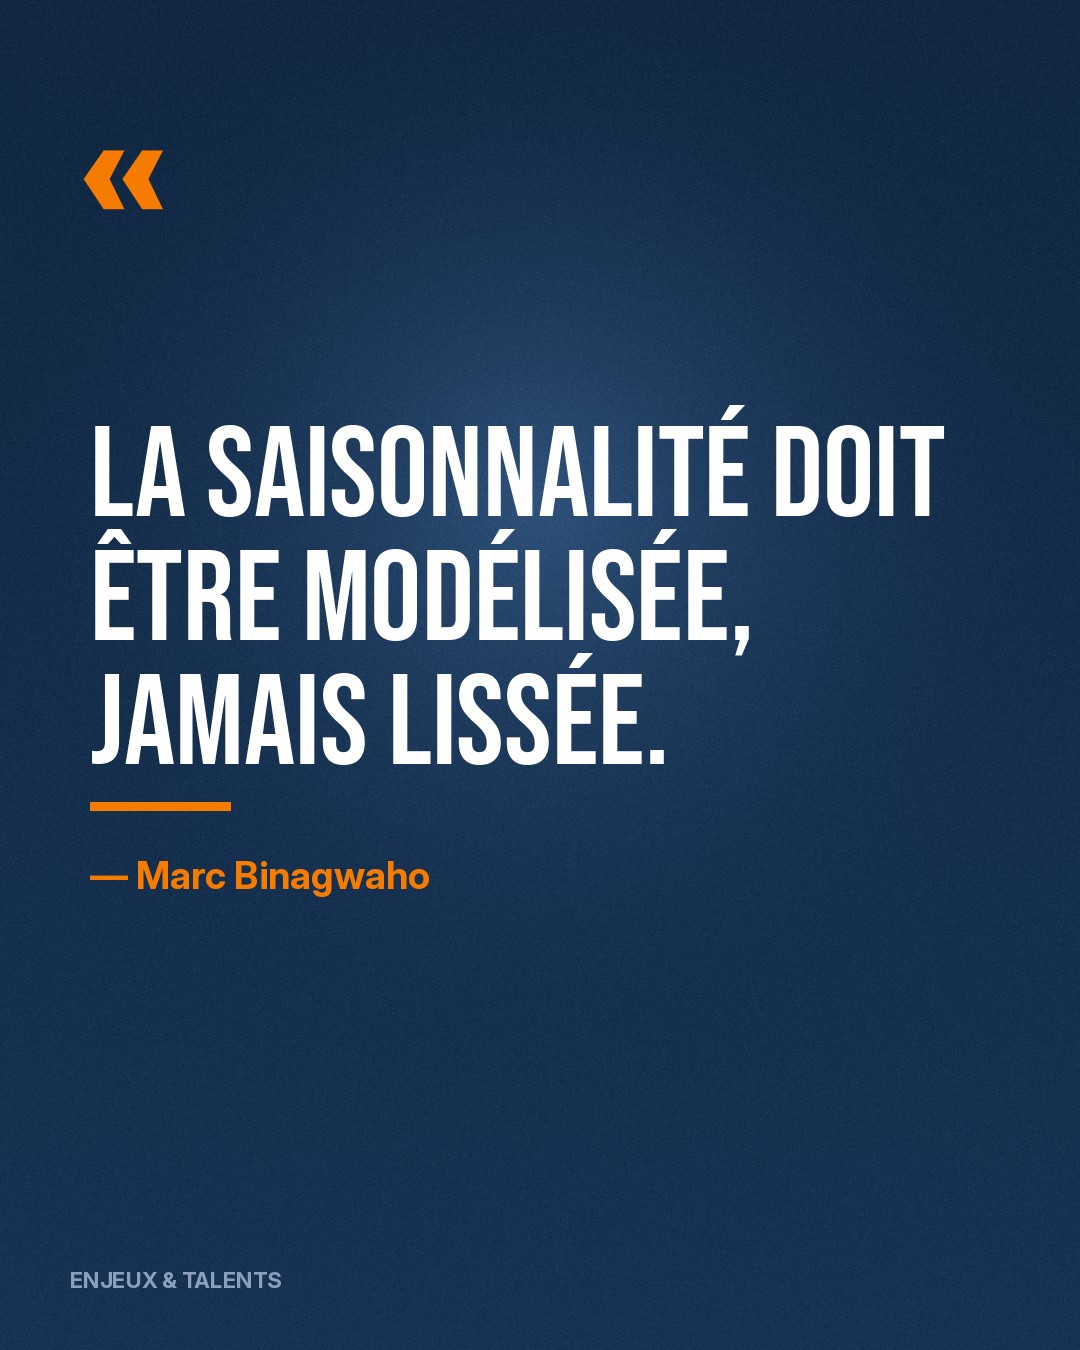 «
LA SAISONNALITÉ DOIT
ÊTRE MODÉLISÉE,
JAMAIS LISSÉE.
— Marc Binagwaho
ENJEUX & TALENTS